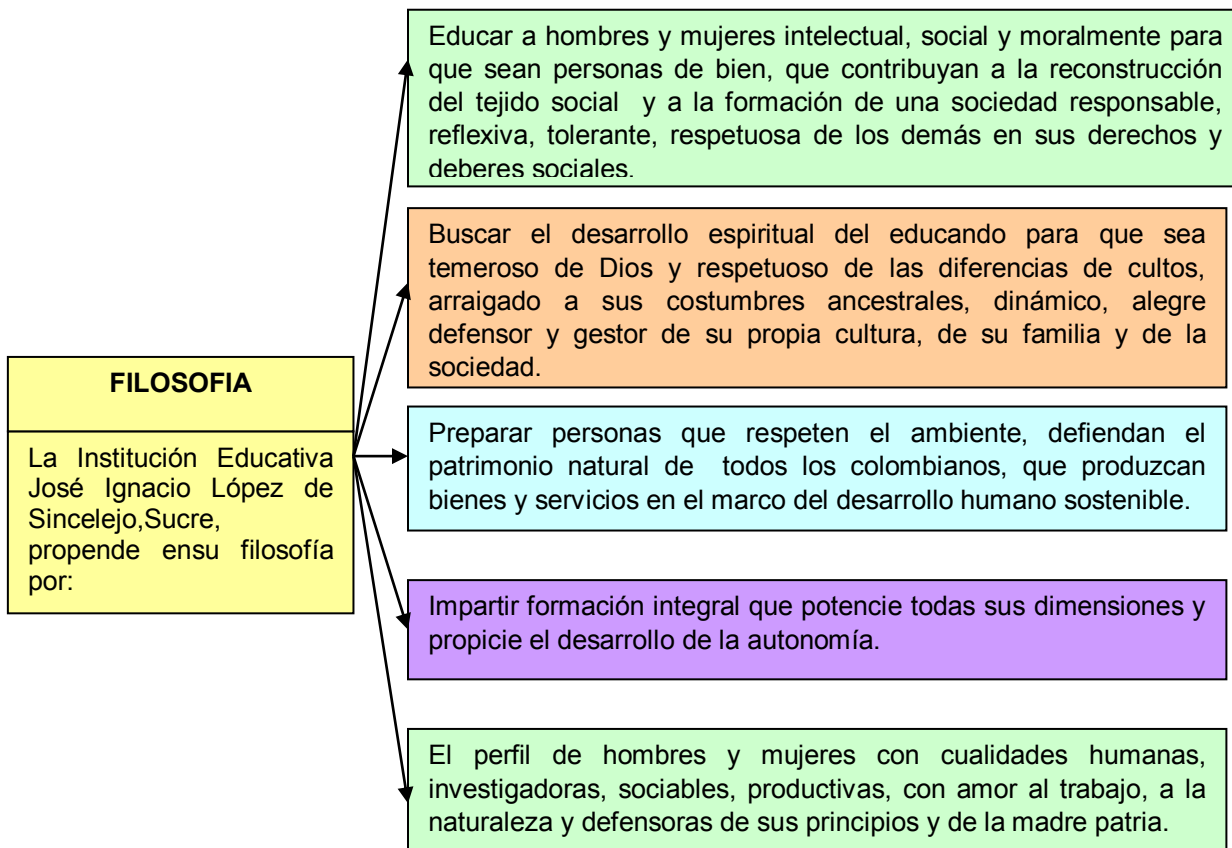 Educar a hombres y mujeres intelectual, social y moralmente para
que sean personas de bien, que contribuyan a la reconstrucción
del tejido social y a la formación de una sociedad responsable,
reflexiva, tolerante, respetuosa de los demás en sus derechos y
deberes sociales.
Buscar el desarrollo espiritual del educando para que sea
temeroso de Dios y respetuoso de las diferencias de cultos,
arraigado a sus costumbres ancestrales, dinámico, alegre
defensor y gestor de su propia cultura, de su familia y de la
sociedad.
FILOSOFIA
La Institución Educativa
José Ignacio López de
Sincelejo,Sucre,
propende ensu filosofía
por:
Preparar personas que respeten el ambiente, defiendan el
patrimonio natural de todos los colombianos, que produzcan
bienes y servicios en el marco del desarrollo humano sostenible.
Impartir formación integral que potencie todas sus dimensiones y
propicie el desarrollo de la autonomía.
El perfil de hombres y mujeres con cualidades humanas,
investigadoras, sociables, productivas, con amor al trabajo, a la
naturaleza y defensoras de sus principios y de la madre patria.